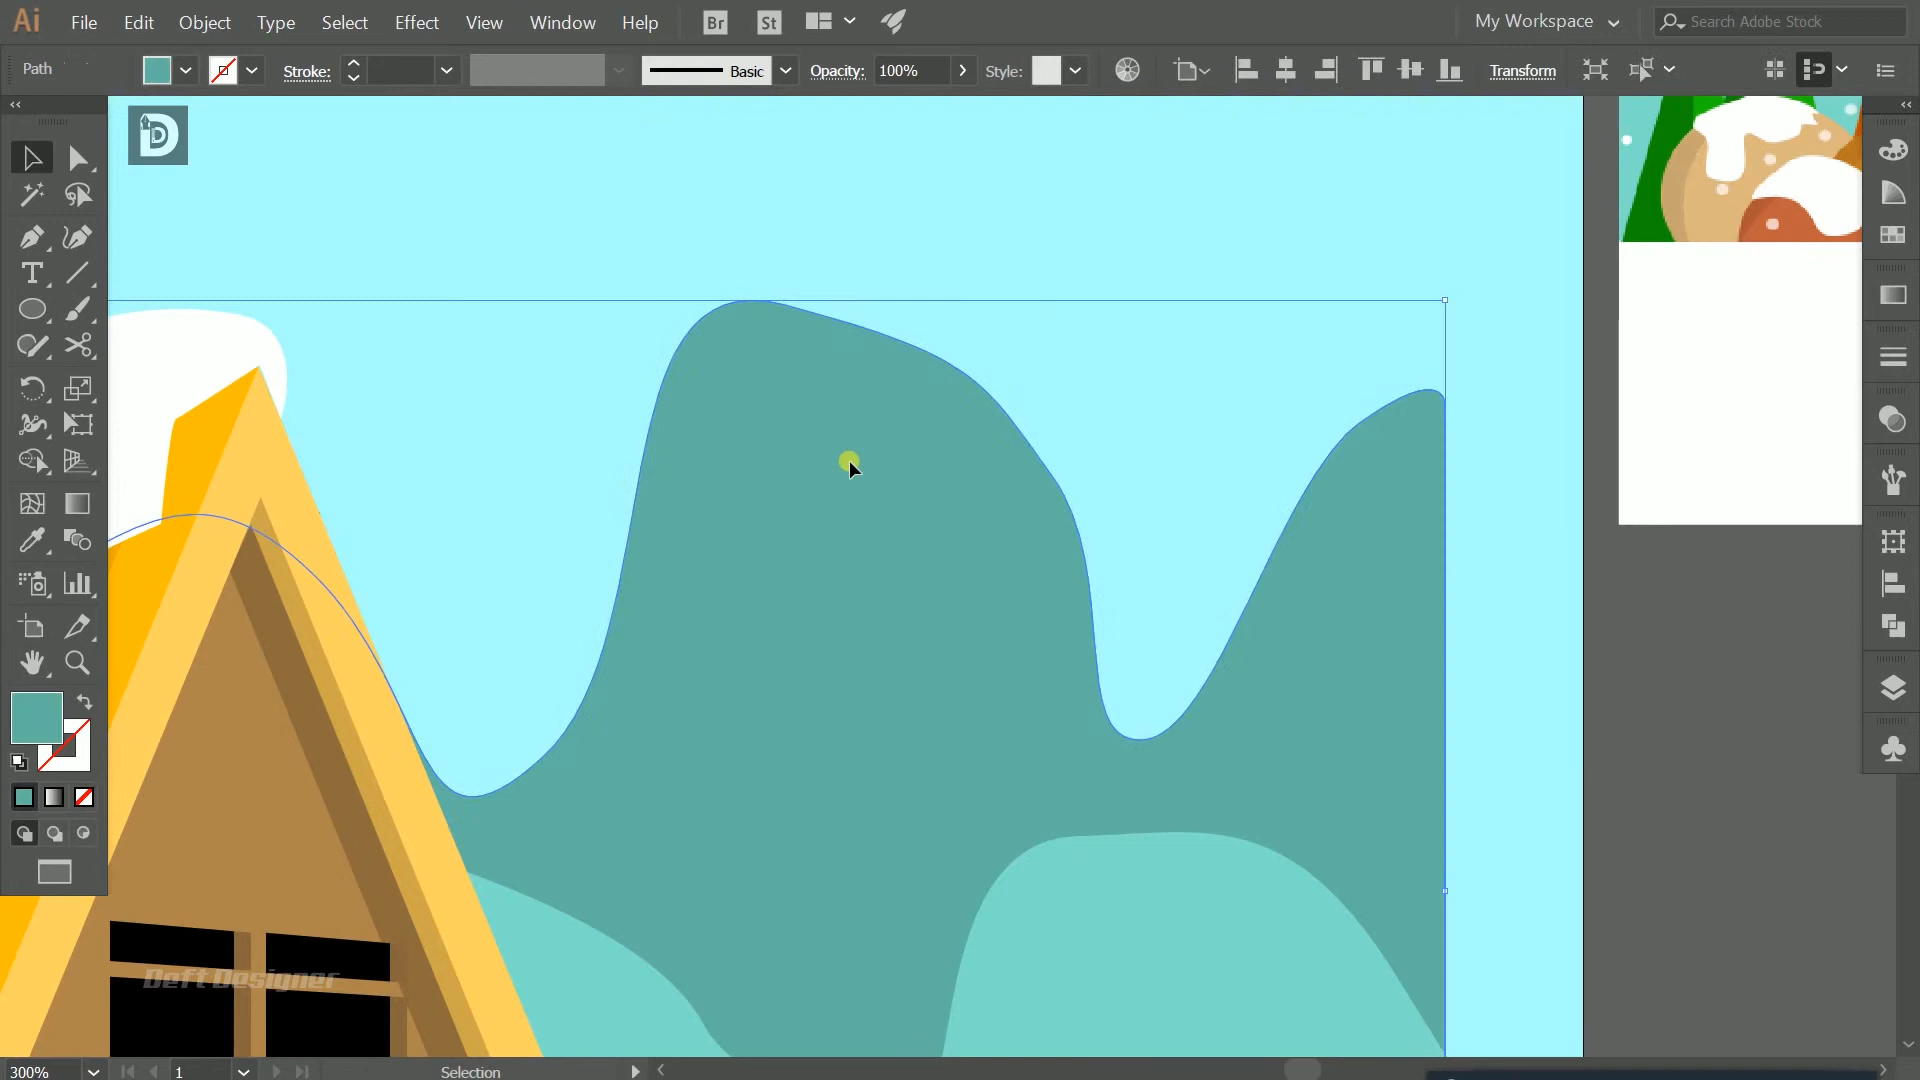 Ai File Edit Object Type Select Effect View Window Help Br St My Workspace Search Adobe Stock
Path Stroke: Basic Opacity: 100% Style: Transform
D
Deft Designer
300% 1 Selection